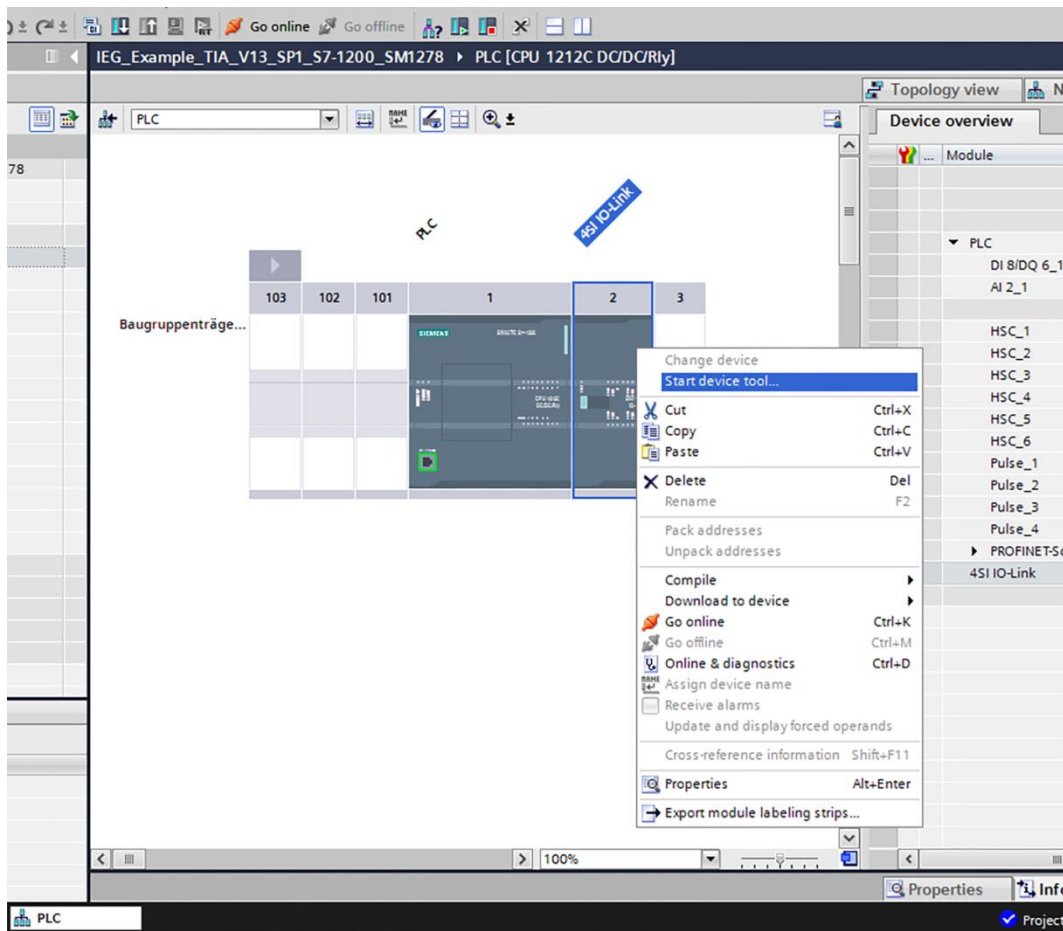 Go online Go offline
IEG_Example_TIA_V13_SP1_S7-1200_SM1278 ▸ PLC [CPU 1212C DC/DC/Rly]
Topology view N
PLC
Device overview
... Module
78
PLC
4SI IO-Link
103 102 101 1 2 3
Baugruppenträge...
SIEMENS
Change device
Start device tool...
Cut Ctrl+X
Copy Ctrl+C
Paste Ctrl+V
Delete Del
Rename F2
Pack addresses
Unpack addresses
Compile
Download to device
Go online Ctrl+K
Go offline Ctrl+M
Online & diagnostics Ctrl+D
Assign device name
Receive alarms
Update and display forced operands
Cross-reference information Shift+F11
Properties Alt+Enter
Export module labeling strips...
PLC
DI 8/DQ 6_1
AI 2_1
HSC_1
HSC_2
HSC_3
HSC_4
HSC_5
HSC_6
Pulse_1
Pulse_2
Pulse_3
Pulse_4
PROFINET-Sc
4SI IO-Link
100%
Properties Info
PLC
Project